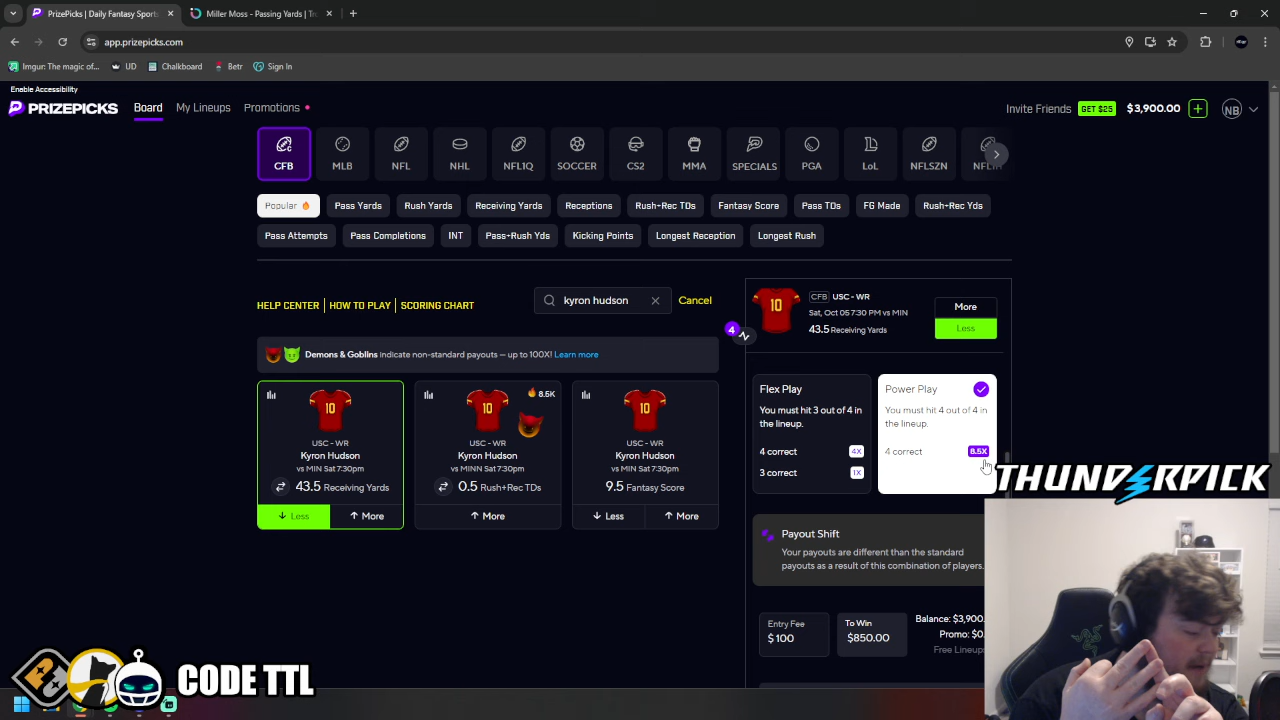 PrizePicks | Daily Fantasy Sports
Miller Moss - Passing Yards | Tr
app.prizepicks.com
Imgur: The magic of...
UD
Chalkboard
Betr
Sign In
Enable Accessibility
PRIZEPICKS
Board
My Lineups
Promotions
Invite Friends
GET $25
$3,900.00
NB
CFB
MLB
NFL
NHL
NFL1Q
SOCCER
CS2
MMA
SPECIALS
PGA
LoL
NFLSZN
Popular
Pass Yards
Rush Yards
Receiving Yards
Receptions
Rush+Rec TDs
Fantasy Score
Pass TDs
FG Made
Rush+Rec Yds
Pass Attempts
Pass Completions
INT
Pass+Rush Yds
Kicking Points
Longest Reception
Longest Rush
HELP CENTER | HOW TO PLAY | SCORING CHART
kyron hudson
Cancel
Demons & Goblins indicate non-standard payouts — up to 100X! Learn more
10
USC - WR
Kyron Hudson
vs MIN Sat 7:30pm
43.5 Receiving Yards
Less
More
8.5K
10
USC - WR
Kyron Hudson
vs MINN Sat 7:30pm
0.5 Rush+Rec TDs
More
10
USC - WR
Kyron Hudson
vs MIN Sat 7:30pm
9.5 Fantasy Score
Less
More
4
10
CFB USC - WR
Sat, Oct 05 7:30 PM vs MIN
43.5 Receiving Yards
More
Less
Flex Play
You must hit 3 out of 4 in
the lineup.
4 correct 4X
3 correct 1X
Power Play
You must hit 4 out of 4 in
the lineup.
4 correct 8.5X
Payout Shift
Your payouts are different than the standard
payouts as a result of this combination of players.
Entry Fee
$ 100
To Win
$850.00
Balance: $3,900.
Promo: $0.
Free Lineups
THUNDERPICK
CODE TTL